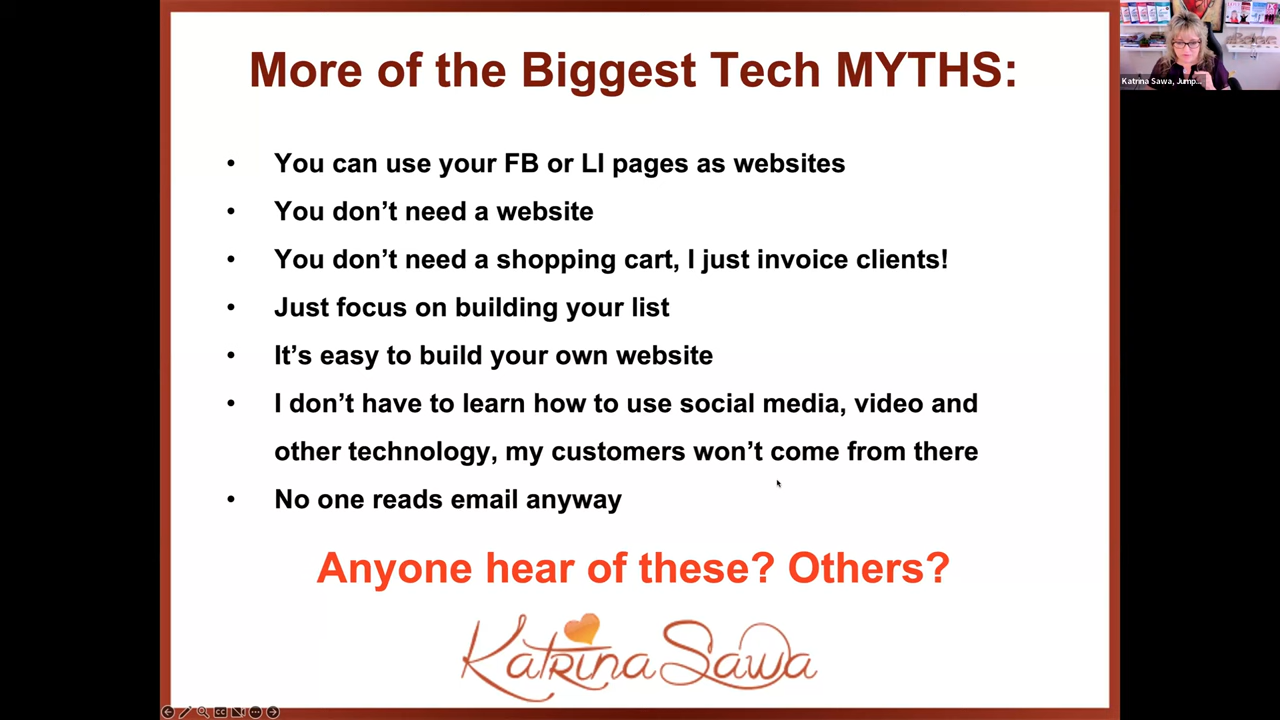 More of the Biggest Tech MYTHS:
• You can use your FB or LI pages as websites
• You don’t need a website
• You don’t need a shopping cart, I just invoice clients!
• Just focus on building your list
• It’s easy to build your own website
• I don’t have to learn how to use social media, video and
other technology, my customers won’t come from there
• No one reads email anyway
Anyone hear of these? Others?
Katrina Sawa
Katrina Sawa, Jump...